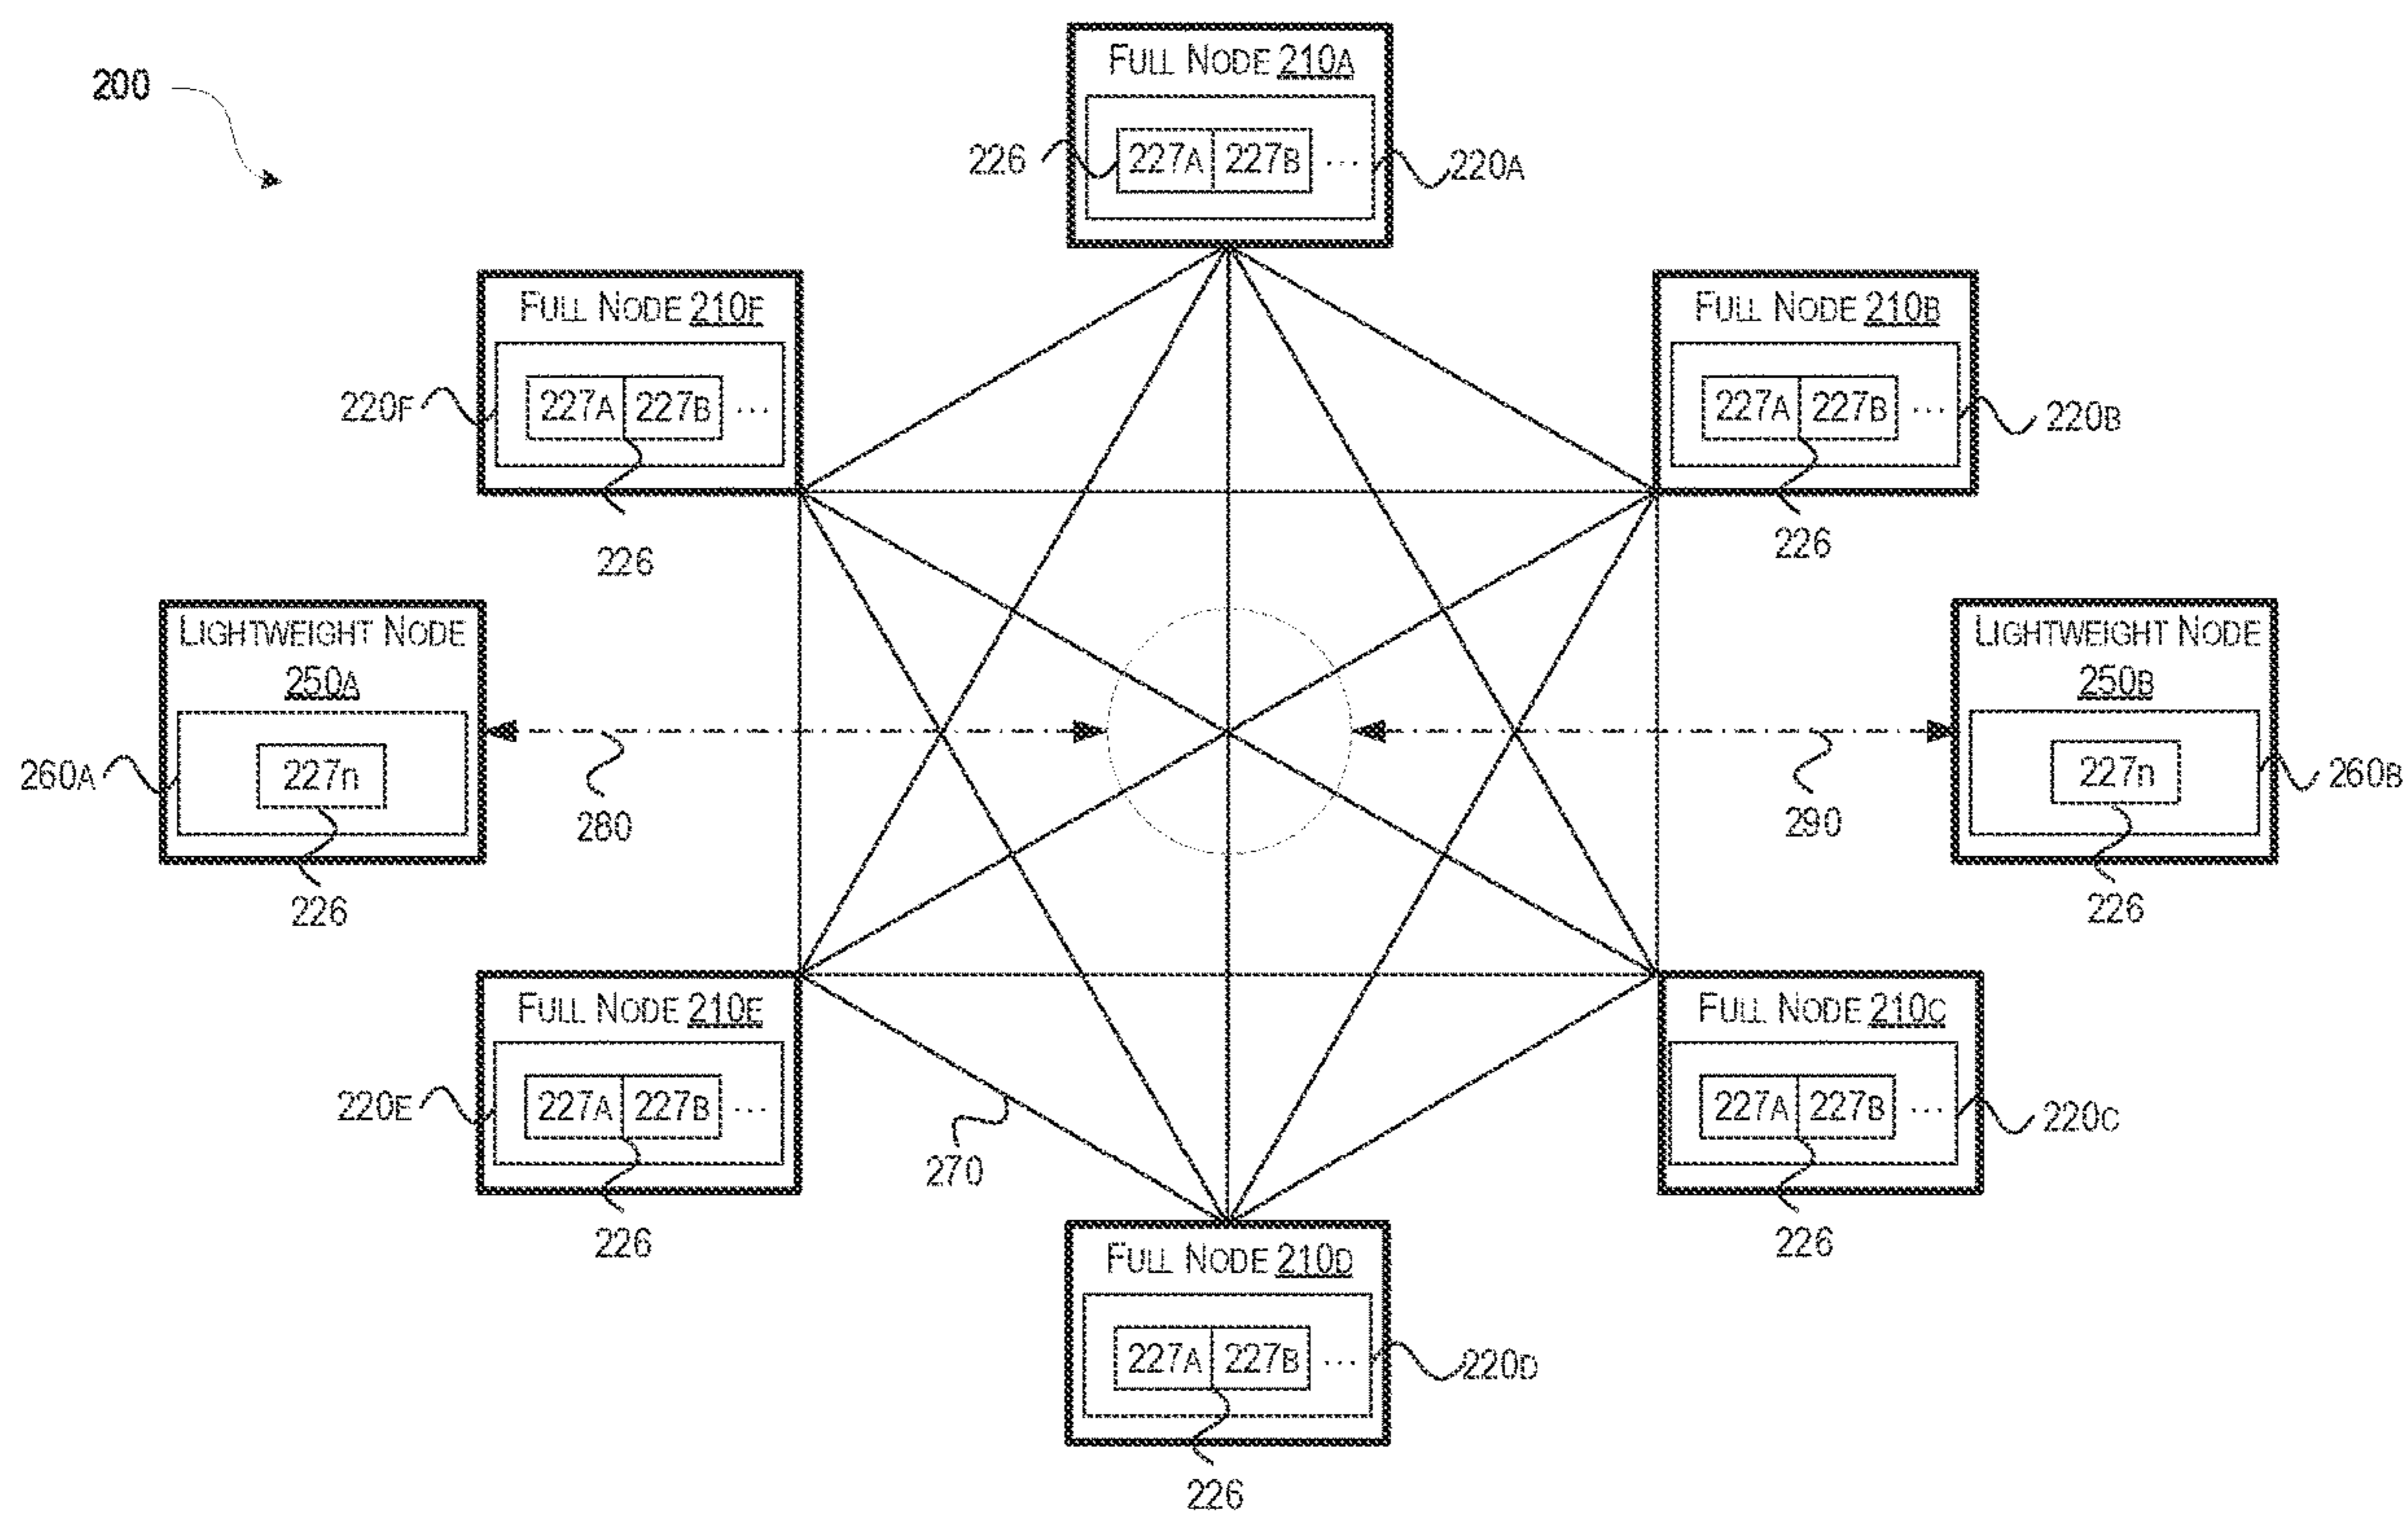 200
FULL NODE 210A
226
227A 227B ...
220A
FULL NODE 210F
220F
227A 227B ...
226
FULL NODE 210B
227A 227B ...
220B
226
LIGHTWEIGHT NODE
250A
260A
227n
226
280
LIGHTWEIGHT NODE
250B
227n
260B
226
290
FULL NODE 210E
220E
227A 227B ...
226
270
FULL NODE 210C
227A 227B ...
220C
226
FULL NODE 210D
227A 227B ...
220D
226